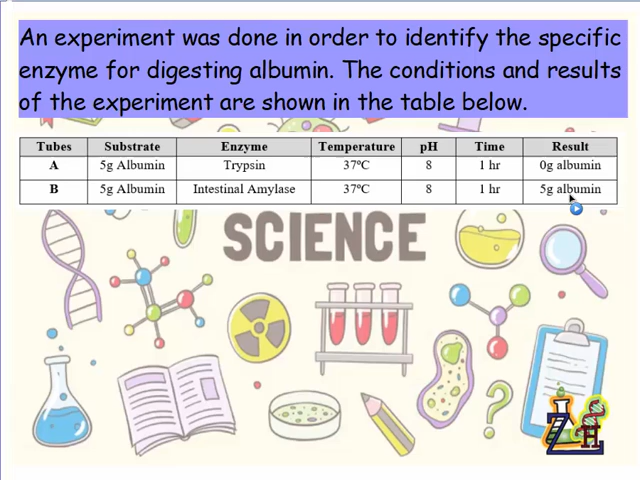 An experiment was done in order to identify the specific
enzyme for digesting albumin. The conditions and results
of the experiment are shown in the table below.
Tubes Substrate Enzyme Temperature pH Time Result
A 5g Albumin Trypsin 37ºC 8 1 hr 0g albumin
B 5g Albumin Intestinal Amylase 37ºC 8 1 hr 5g albumin
SCIENCE
Z H